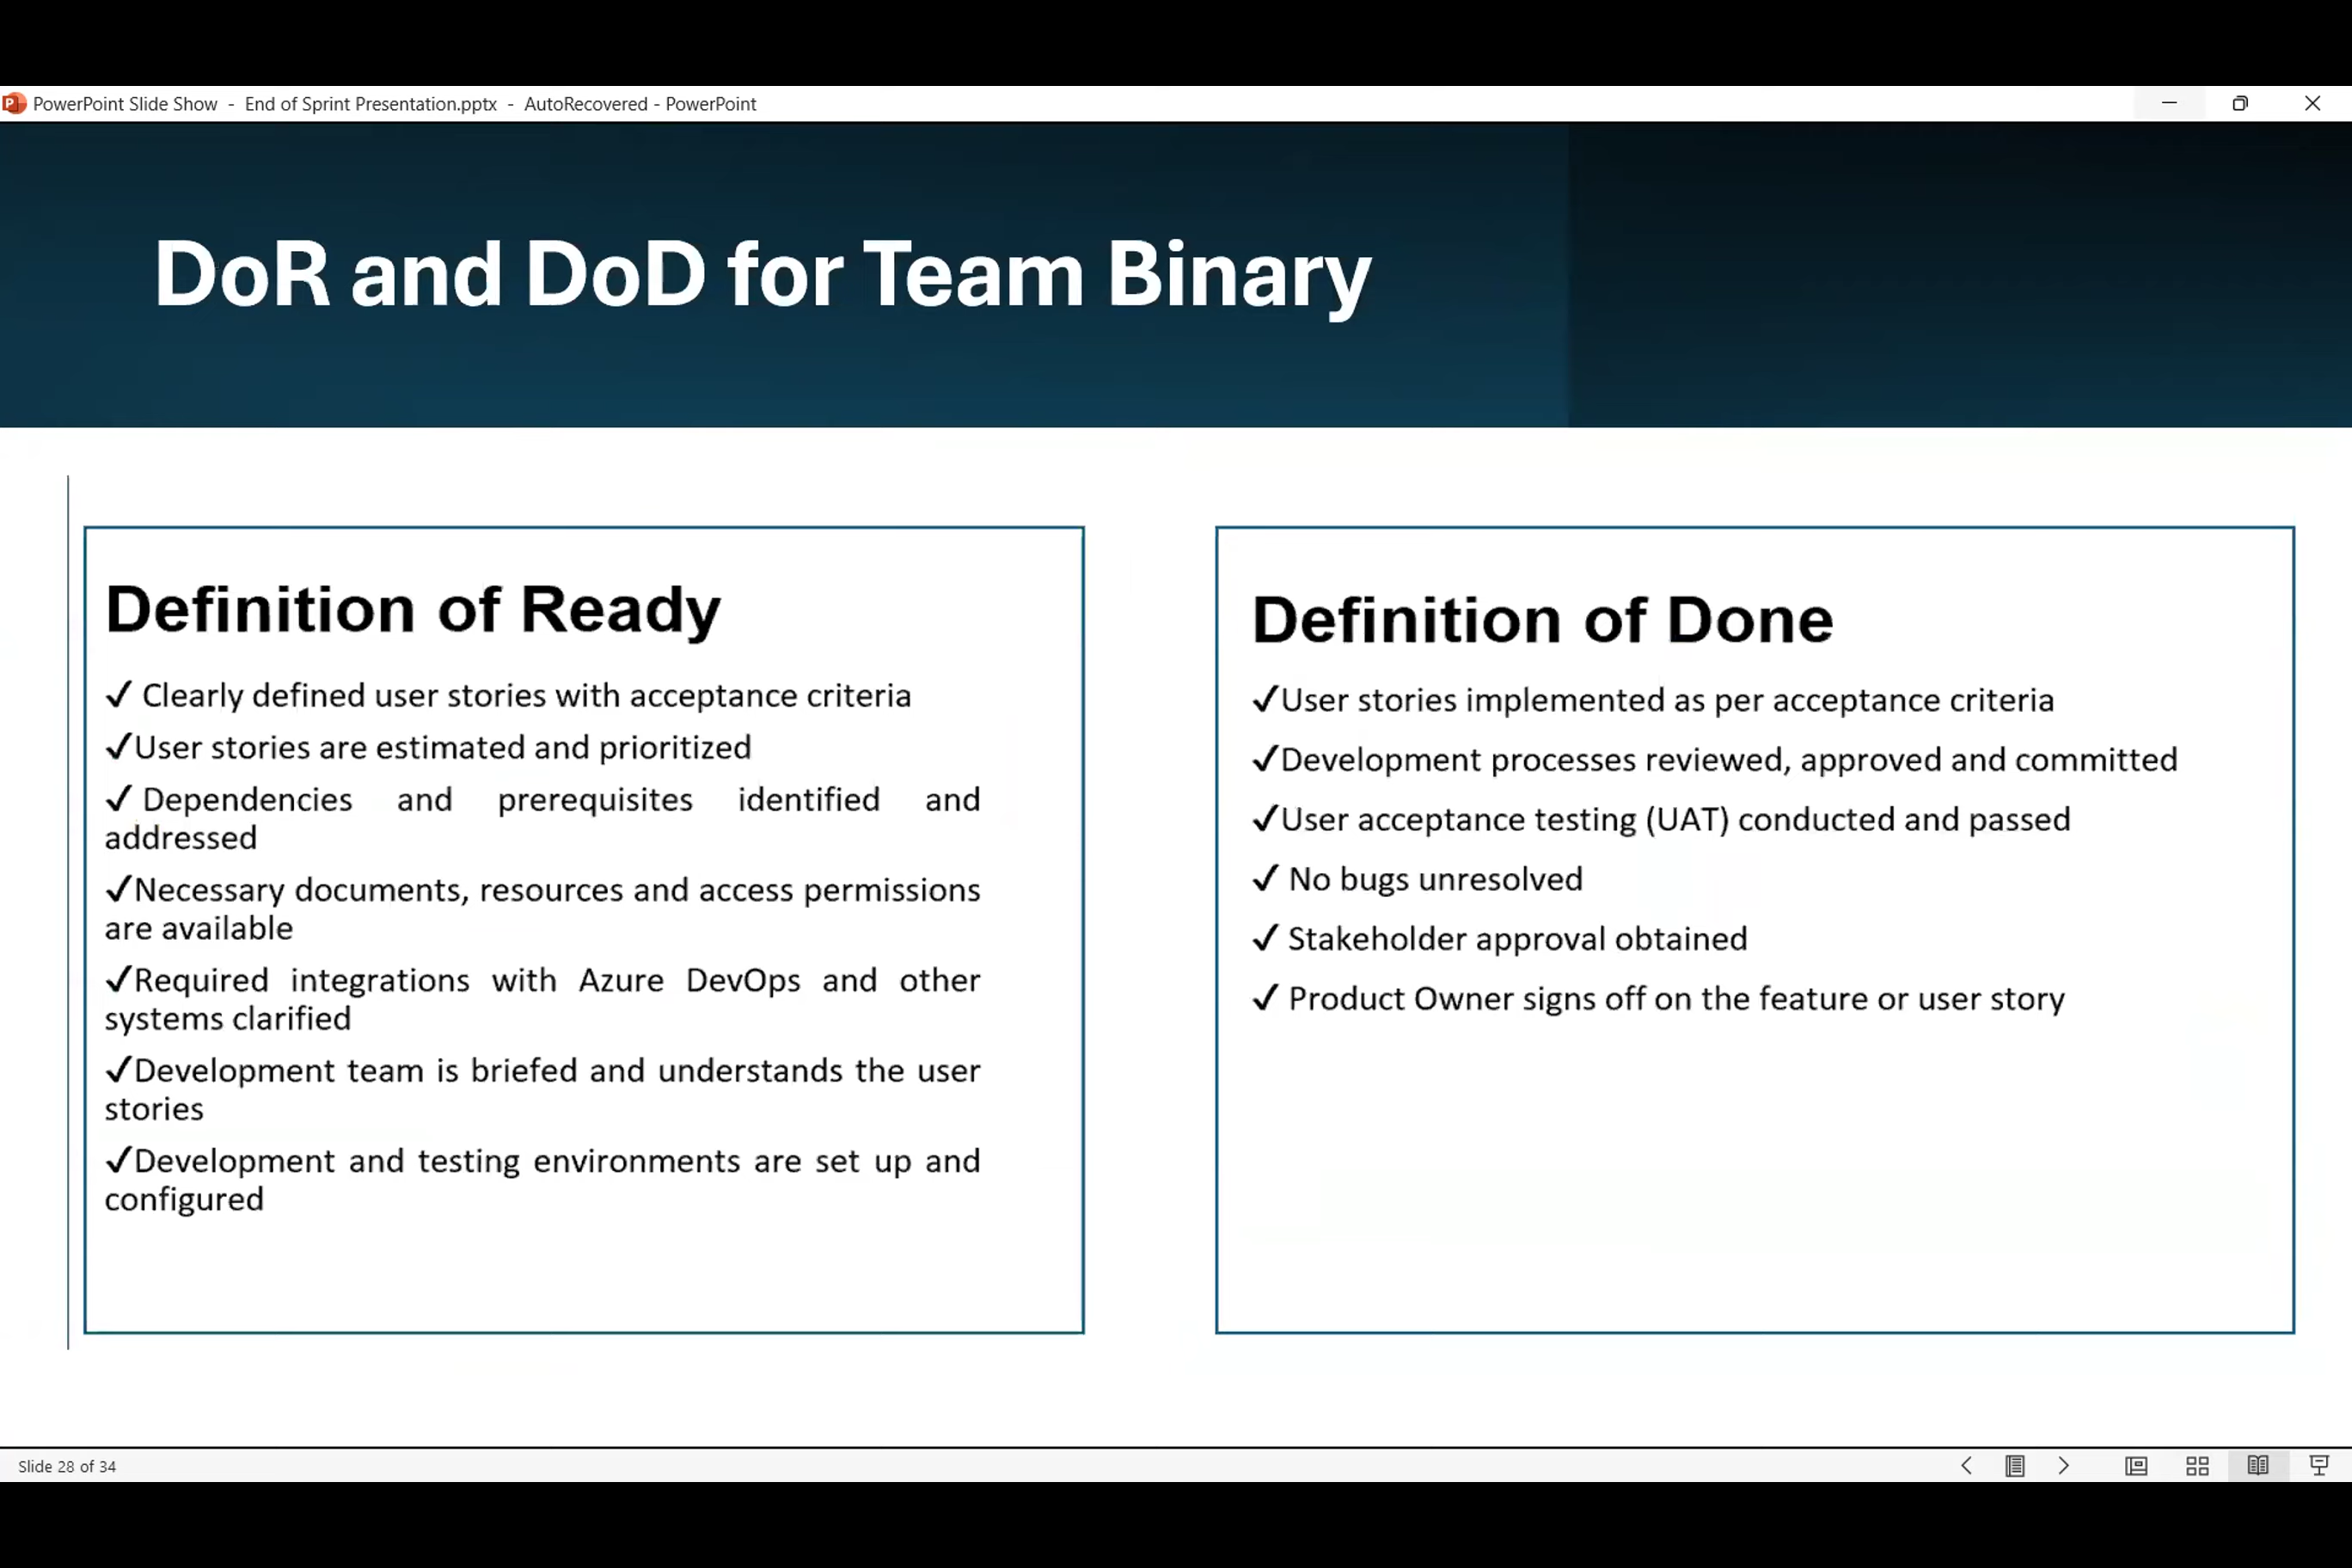 PowerPoint Slide Show - End of Sprint Presentation.pptx - AutoRecovered - PowerPoint
DoR and DoD for Team Binary
Definition of Ready
✓ Clearly defined user stories with acceptance criteria
✓User stories are estimated and prioritized
✓ Dependencies and prerequisites identified and
addressed
✓Necessary documents, resources and access permissions
are available
✓Required integrations with Azure DevOps and other
systems clarified
✓Development team is briefed and understands the user
stories
✓Development and testing environments are set up and
configured
Definition of Done
✓User stories implemented as per acceptance criteria
✓Development processes reviewed, approved and committed
✓User acceptance testing (UAT) conducted and passed
✓ No bugs unresolved
✓ Stakeholder approval obtained
✓ Product Owner signs off on the feature or user story
Slide 28 of 34